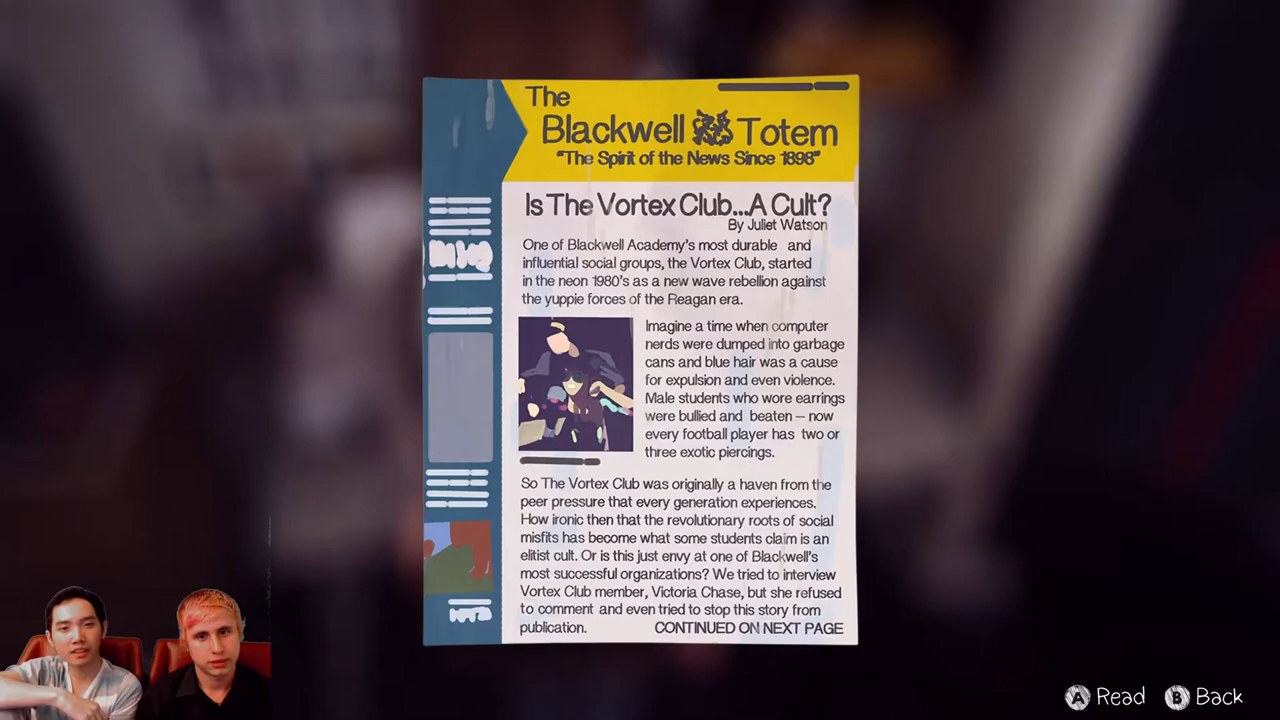 The
Blackwell Totem
"The Spirit of the News Since 1898"
Is The Vortex Club...A Cult?
By Juliet Watson
One of Blackwell Academy's most durable and
influential social groups, the Vortex Club, started
in the neon 1980's as a new wave rebellion against
the yuppie forces of the Reagan era.
Imagine a time when computer
nerds were dumped into garbage
cans and blue hair was a cause
for expulsion and even violence.
Male students who wore earrings
were bullied and beaten – now
every football player has two or
three exotic piercings.
So The Vortex Club was originally a haven from the
peer pressure that every generation experiences.
How ironic then that the revolutionary roots of social
misfits has become what some students claim is an
elitist cult. Or is this just envy at one of Blackwell's
most successful organizations? We tried to interview
Vortex Club member, Victoria Chase, but she refused
to comment and even tried to stop this story from
publication. CONTINUED ON NEXT PAGE
A Read B Back